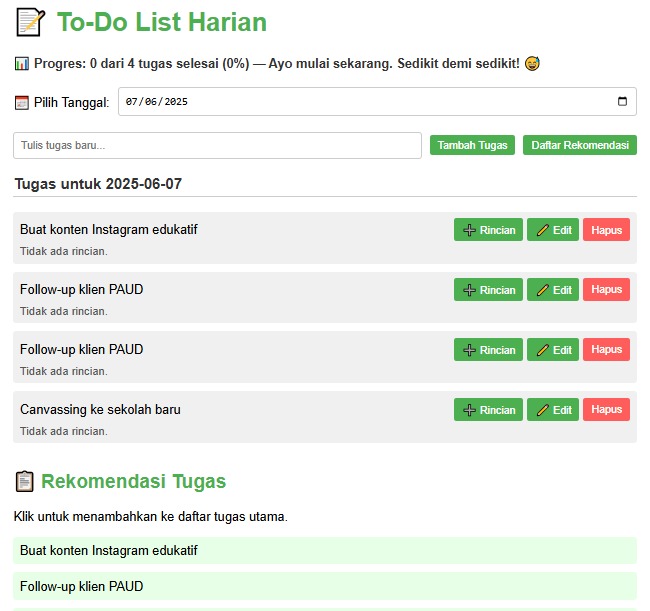 📝 To-Do List Harian
📊 Progres: 0 dari 4 tugas selesai (0%) — Ayo mulai sekarang. Sedikit demi sedikit! 😅
📅 Pilih Tanggal: 07/06/2025
Tulis tugas baru... Tambah Tugas Daftar Rekomendasi
Tugas untuk 2025-06-07
Buat konten Instagram edukatif ➕ Rincian ✏️ Edit Hapus
Tidak ada rincian.
Follow-up klien PAUD ➕ Rincian ✏️ Edit Hapus
Tidak ada rincian.
Follow-up klien PAUD ➕ Rincian ✏️ Edit Hapus
Tidak ada rincian.
Canvassing ke sekolah baru ➕ Rincian ✏️ Edit Hapus
Tidak ada rincian.
📋 Rekomendasi Tugas
Klik untuk menambahkan ke daftar tugas utama.
Buat konten Instagram edukatif
Follow-up klien PAUD